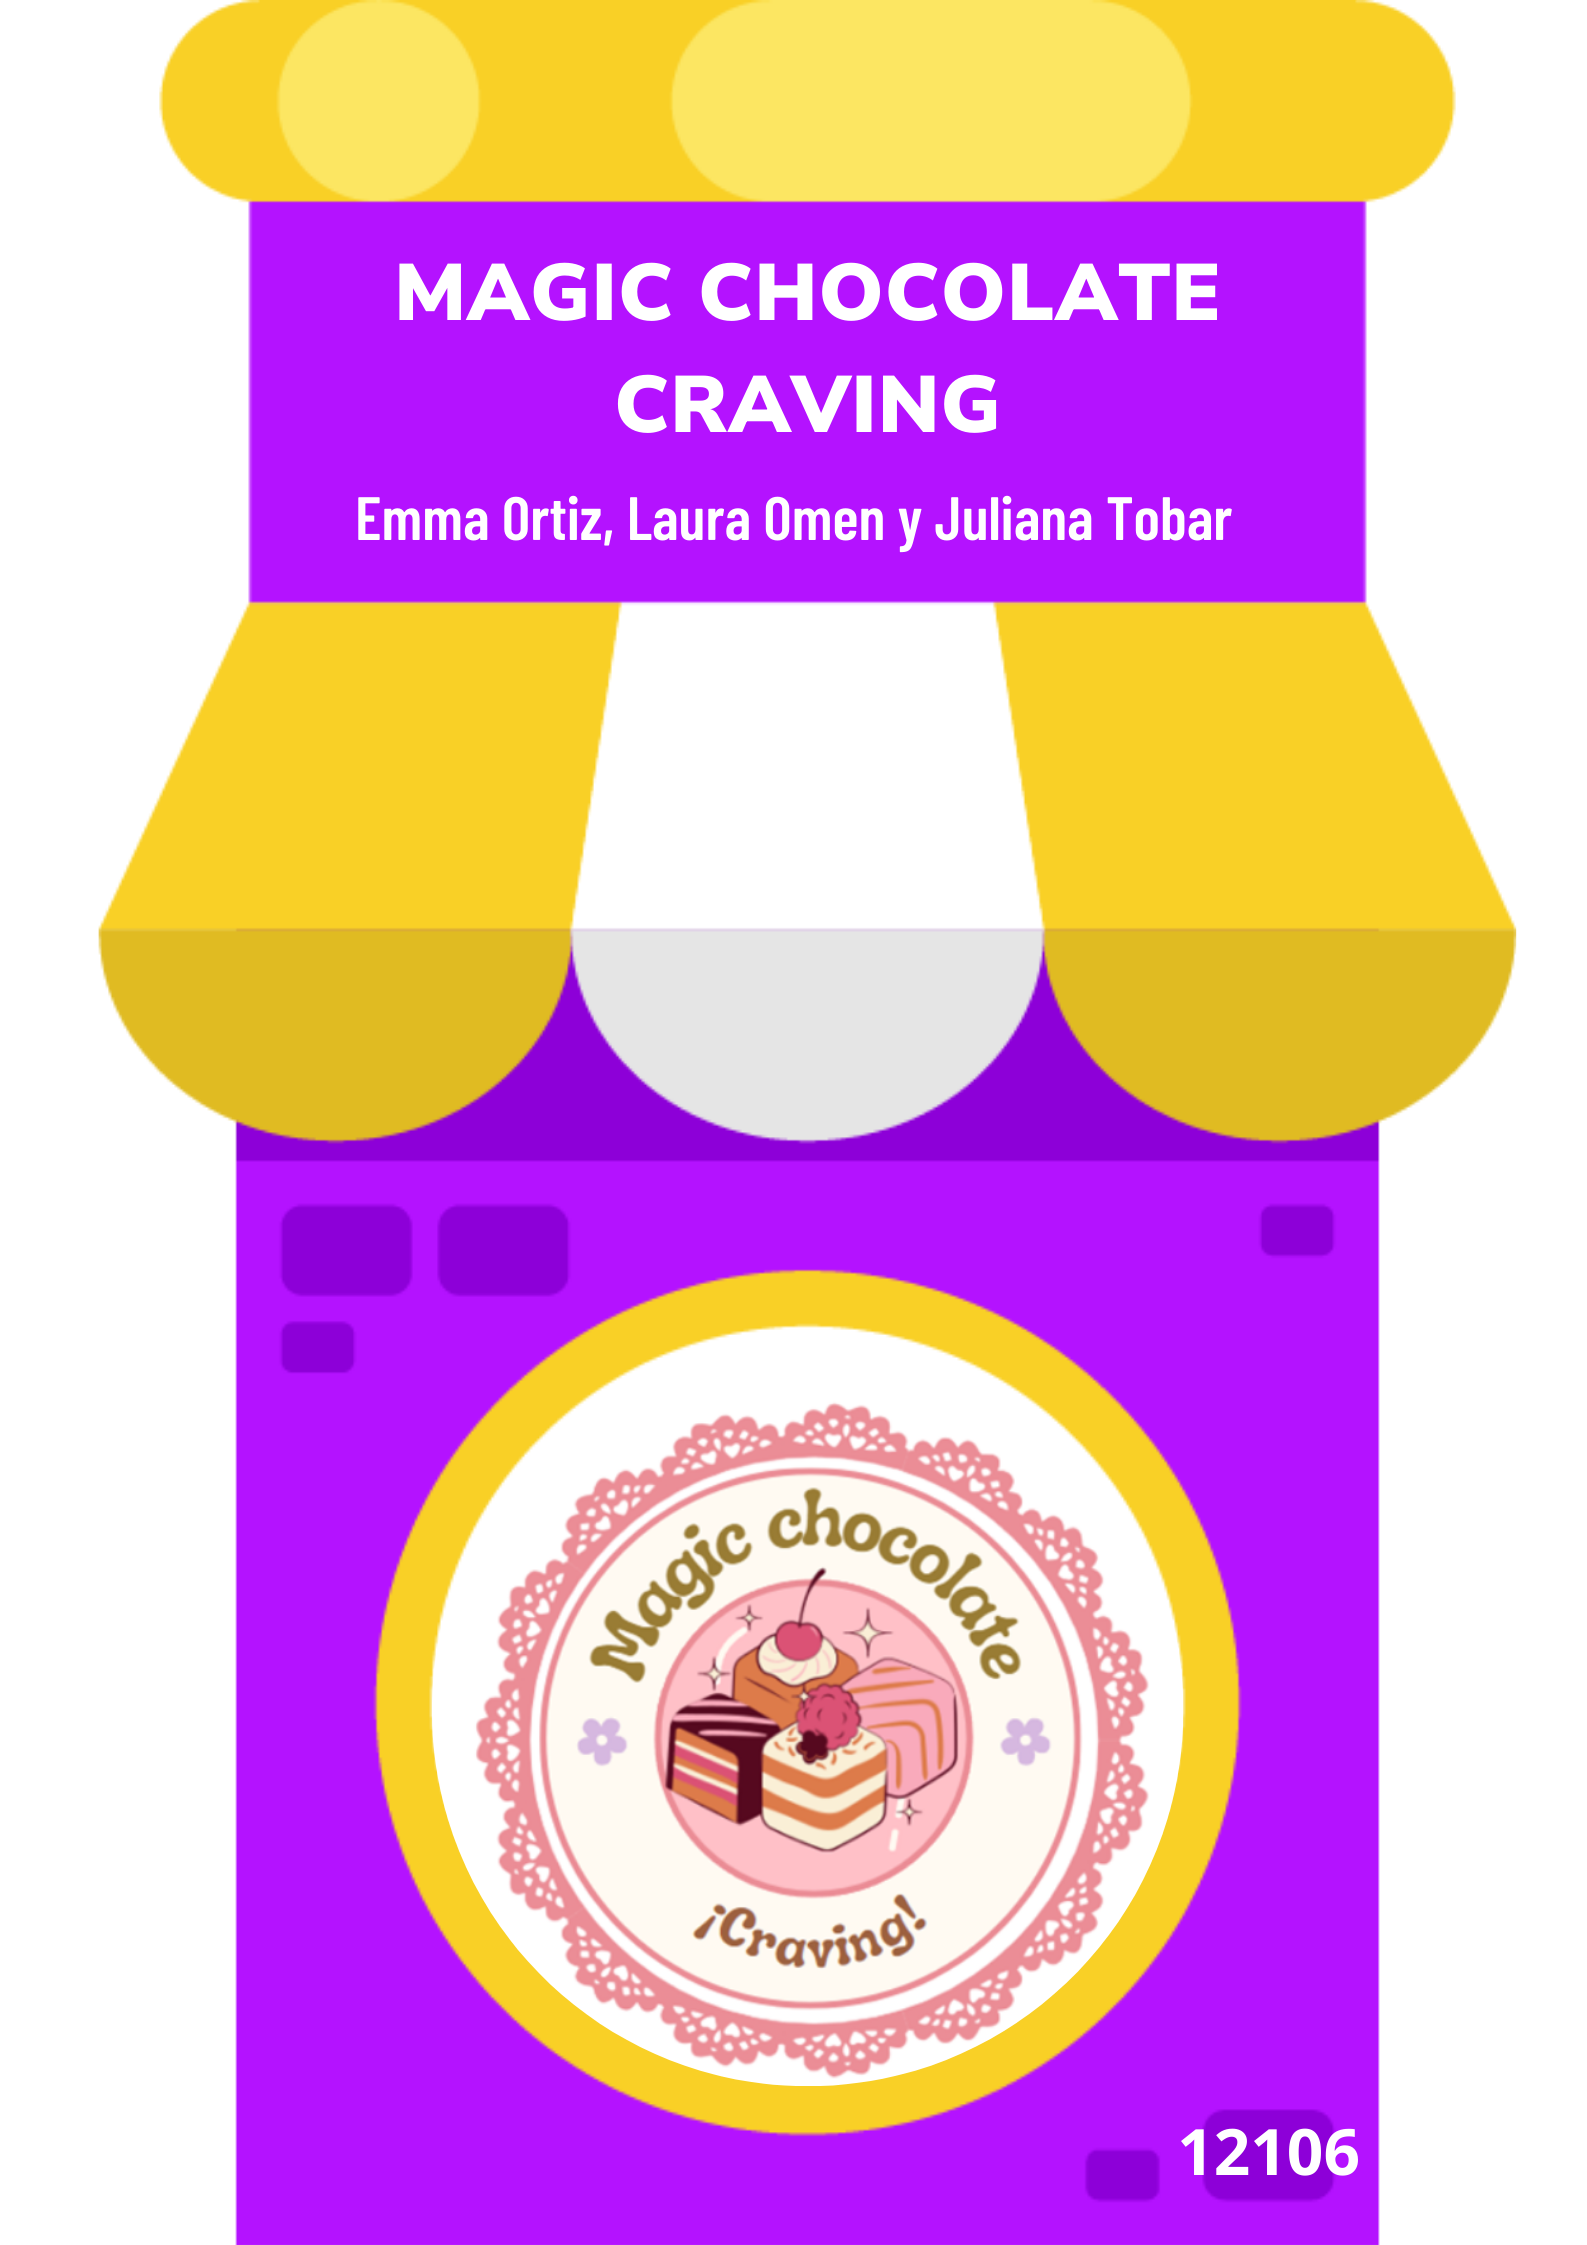 MAGIC CHOCOLATE
CRAVING
Emma Ortiz, Laura Omen y Juliana Tobar
Magic chocolate
¡Craving!
12106